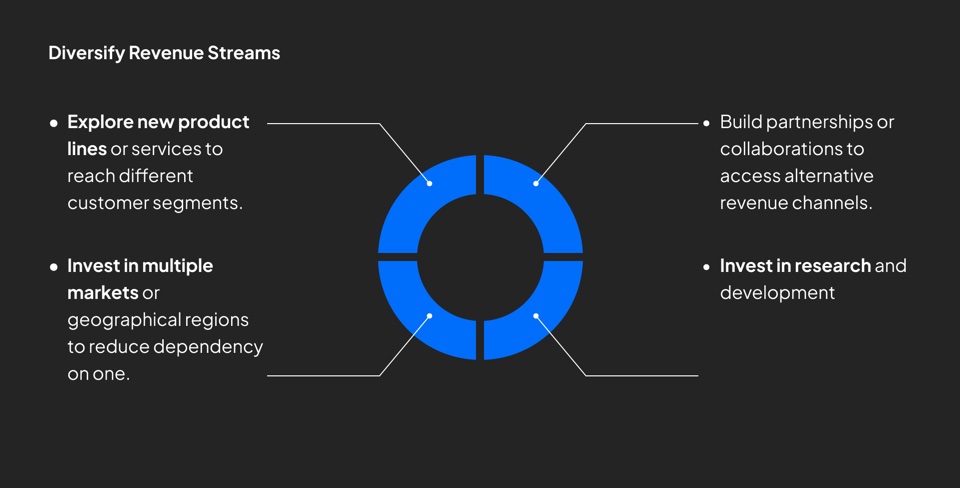 Diversify Revenue Streams
• Explore new product
lines or services to
reach different
customer segments.
• Invest in multiple
markets or
geographical regions
to reduce dependency
on one.
• Build partnerships or
collaborations to
access alternative
revenue channels.
• Invest in research and
development